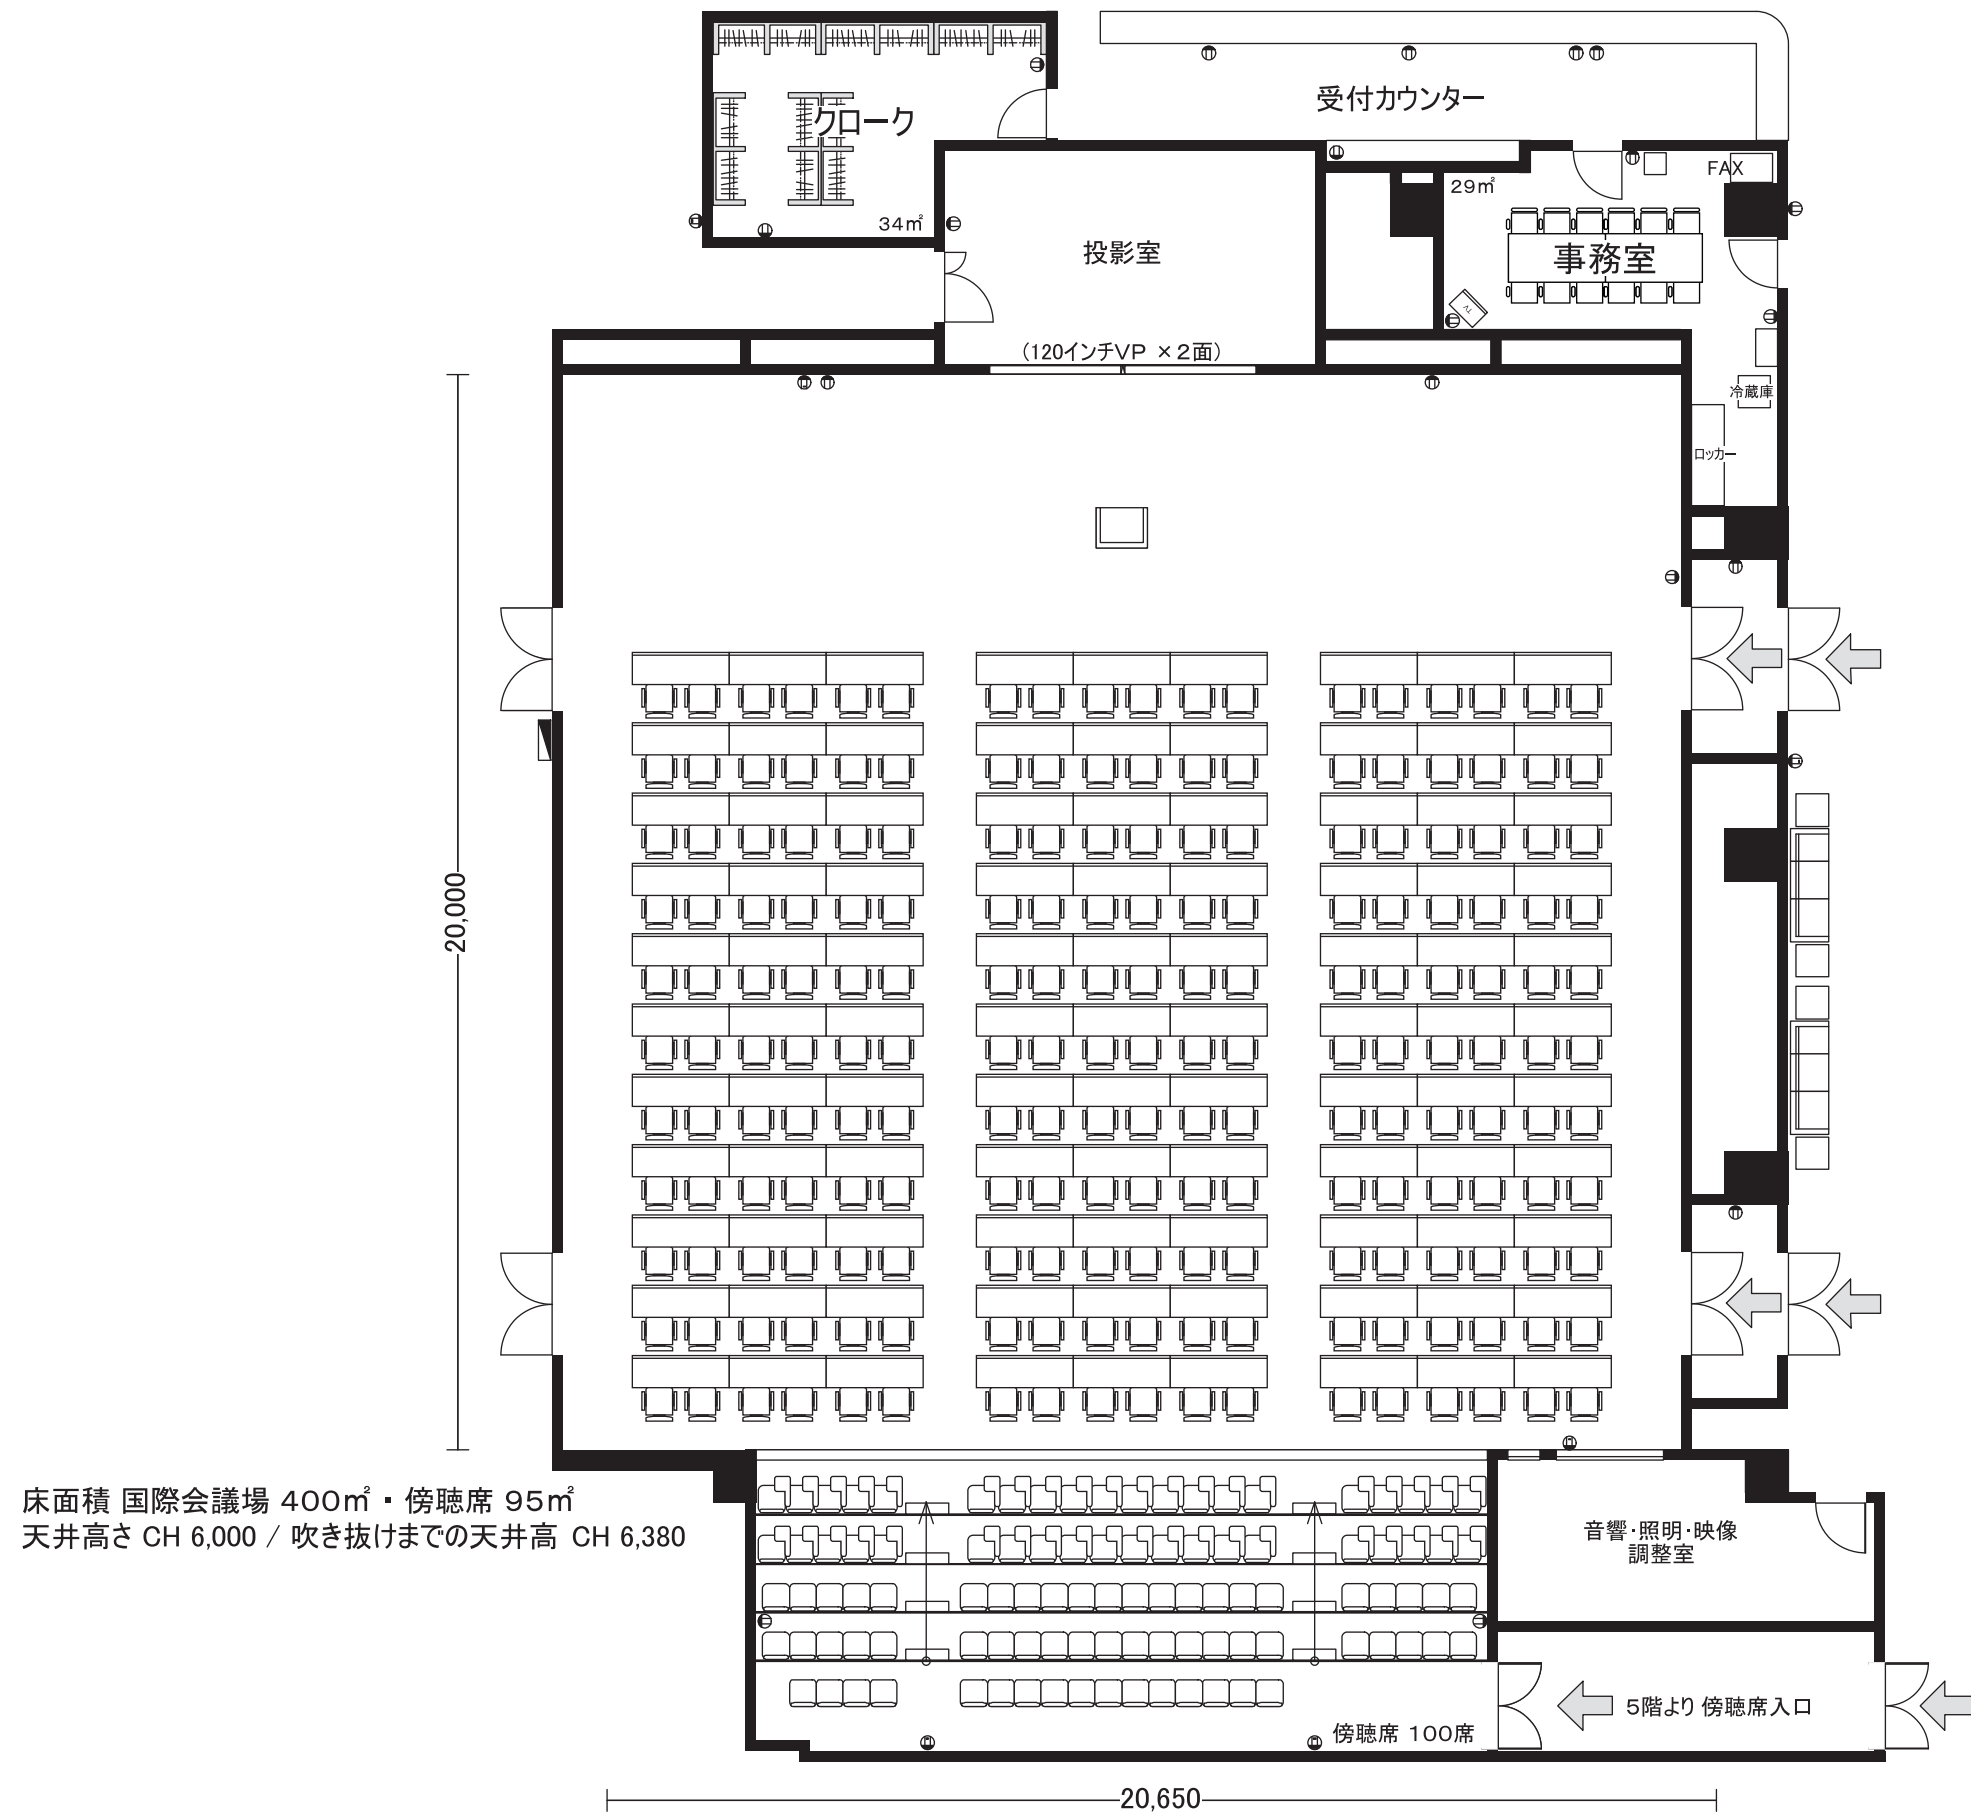 受付カウンター
クローク
FAX
29㎡
34㎡
投影室
事務室
TV
(120インチVP ×2面)
冷蔵庫
ロッカー
20,000
床面積 国際会議場 400㎡・傍聴席 95㎡
天井高さ CH 6,000 / 吹き抜けまでの天井高 CH 6,380
音響・照明・映像
調整室
5階より 傍聴席入口
傍聴席 100席
20,650